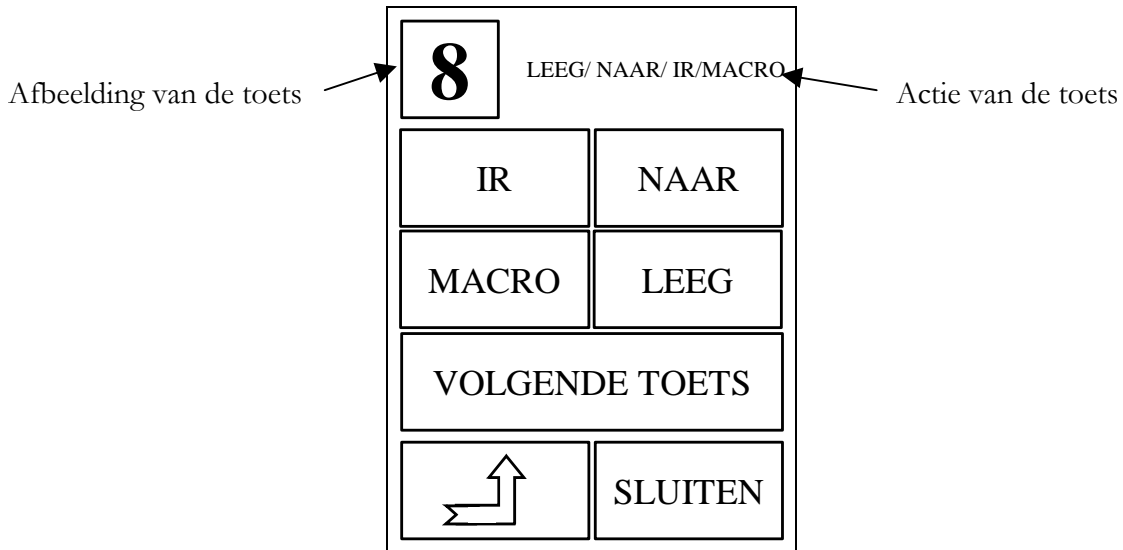 8
LEEG/ NAAR/ IR/MACRO
Afbeelding van de toets
Actie van de toets
IR
NAAR
MACRO
LEEG
VOLGENDE TOETS
SLUITEN